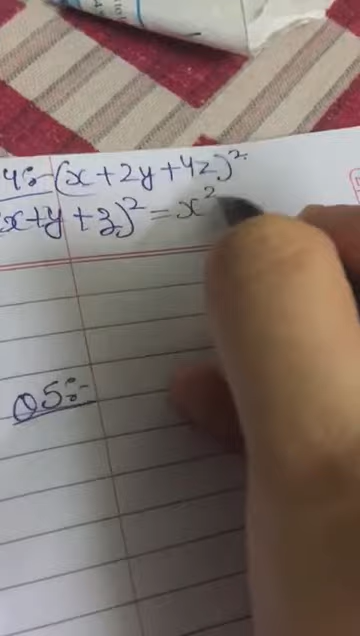 4:- (x+2y+4z)².
x+y+z)² = x²
Q5:-